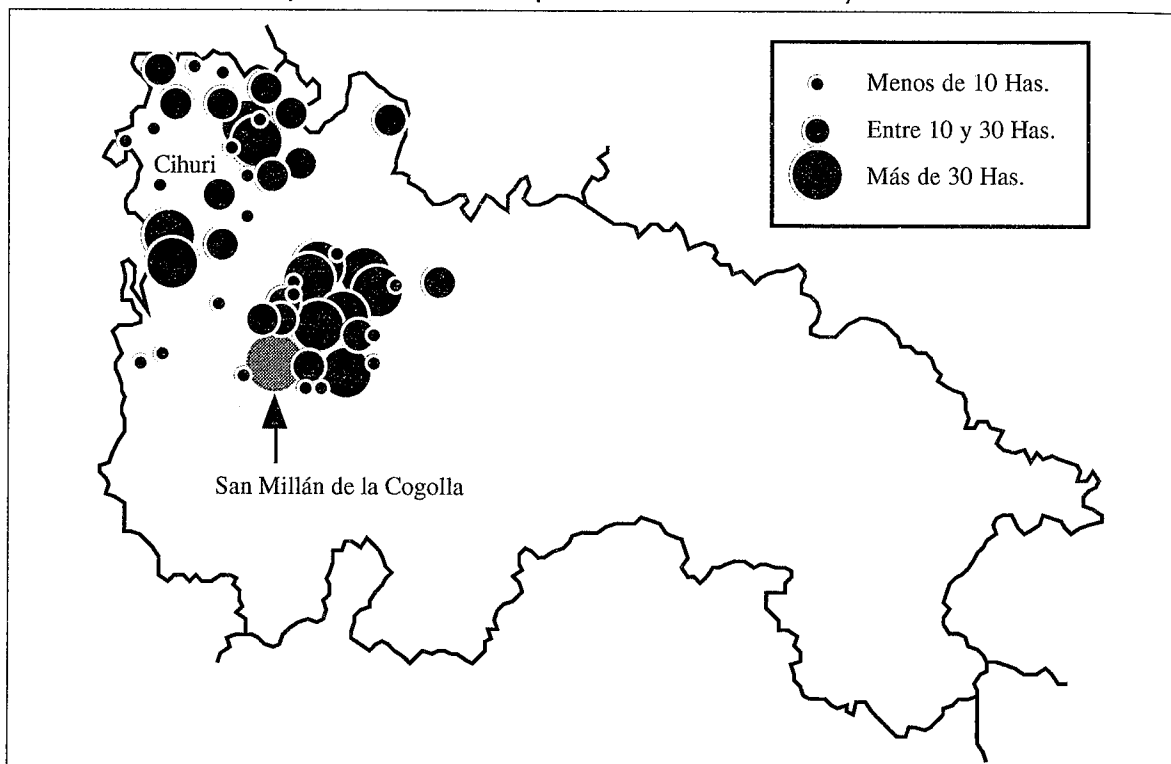 Menos de 10 Has.
Entre 10 y 30 Has.
Más de 30 Has.
Cihuri
San Millán de la Cogolla